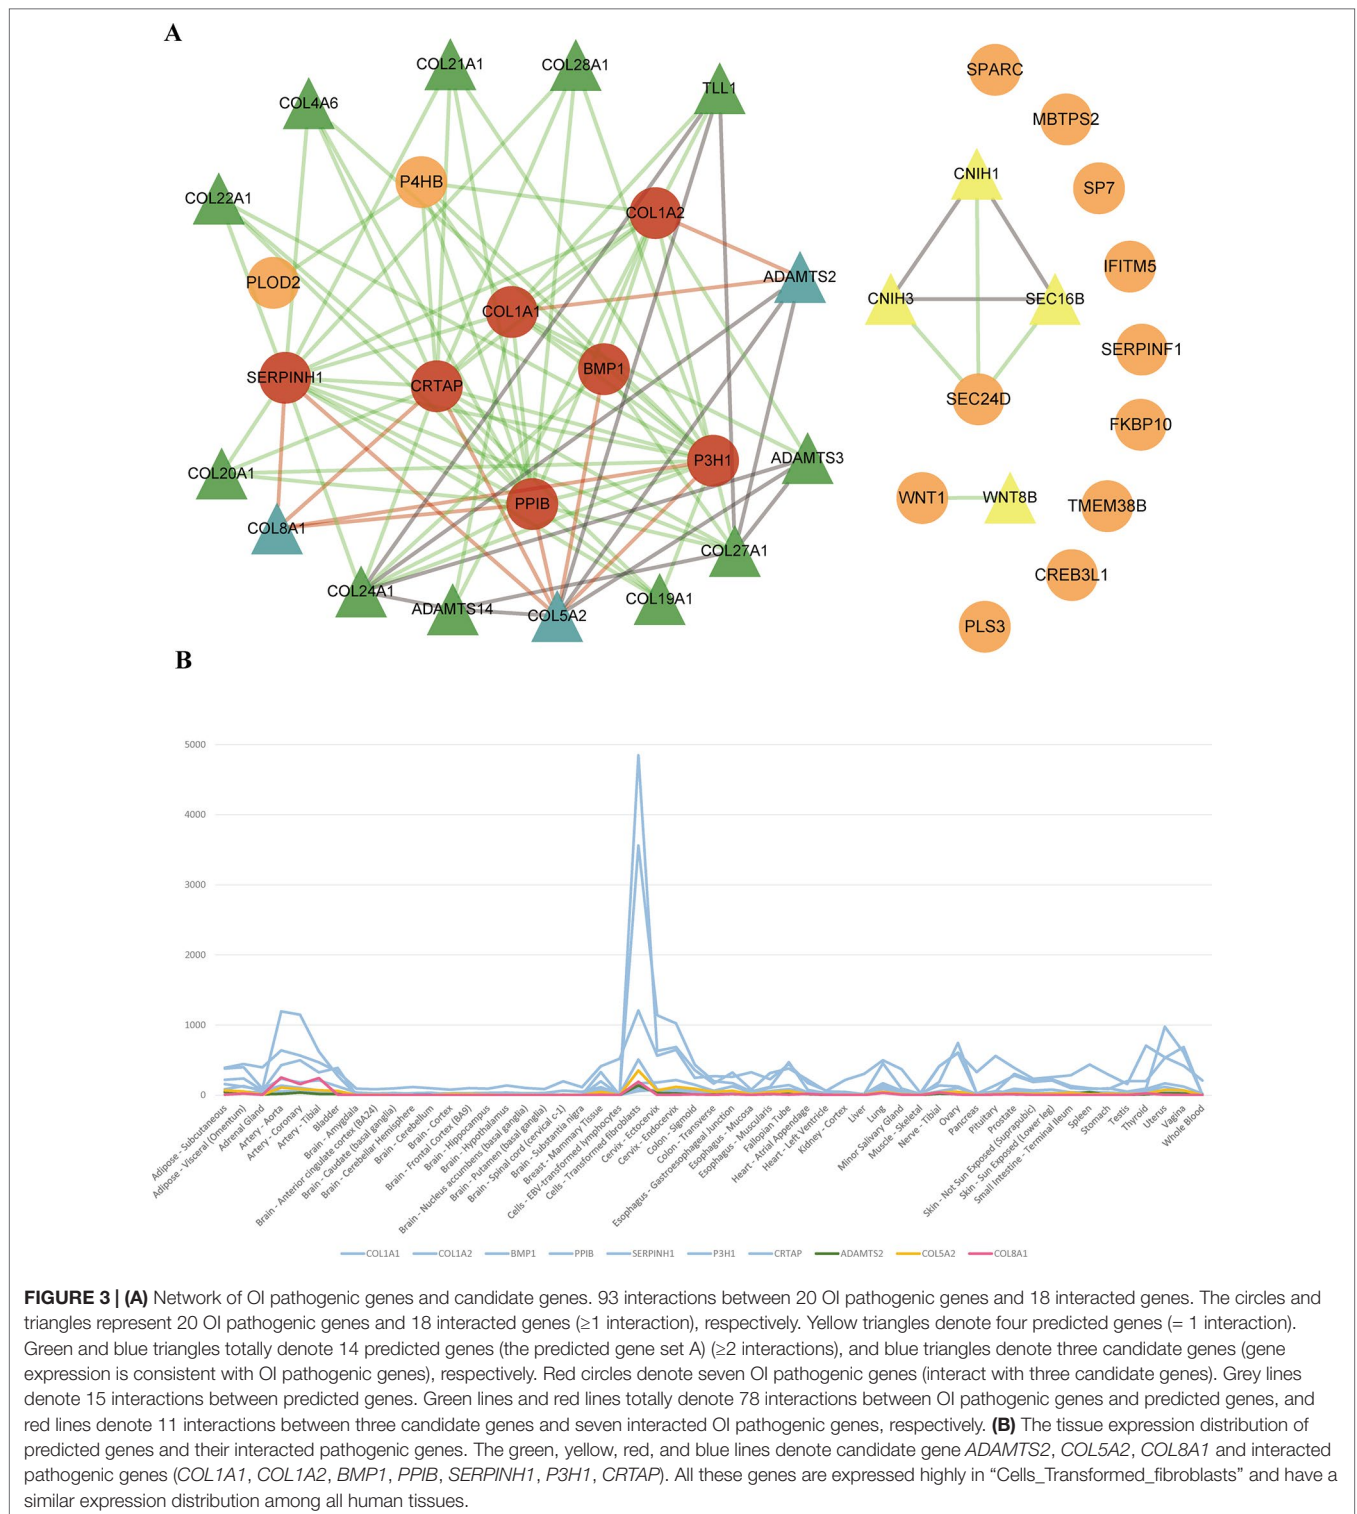 A
COL21A1
COL28A1
TLL1
COL4A6
P4HB
COL22A1
COL1A2
PLOD2
ADAMTS2
COL1A1
SERPINH1
CRTAP
BMP1
COL20A1
P3H1
ADAMTS3
PPIB
COL8A1
COL27A1
COL24A1
ADAMTS14
COL5A2
COL19A1
SPARC
MBTPS2
CNIH1
SP7
IFITM5
CNIH3
SEC16B
SERPINF1
SEC24D
FKBP10
WNT1
WNT8B
TMEM38B
CREB3L1
PLS3
B
5000
4000
3000
2000
1000
0
Adipose - Subcutaneous
Adipose - Visceral (Omentum)
Adrenal Gland
Artery - Aorta
Artery - Coronary
Artery - Tibial
Bladder
Brain - Amygdala
Brain - Anterior cingulate cortex (BA24)
Brain - Caudate (basal ganglia)
Brain - Cerebellar Hemisphere
Brain - Cerebellum
Brain - Cortex
Brain - Frontal Cortex (BA9)
Brain - Hippocampus
Brain - Hypothalamus
Brain - Nucleus accumbens (basal ganglia)
Brain - Putamen (basal ganglia)
Brain - Spinal cord (cervical c-1)
Brain - Substantia nigra
Breast - Mammary Tissue
Cells - EBV-transformed lymphocytes
Cells - Transformed fibroblasts
Cervix - Ectocervix
Cervix - Endocervix
Colon - Sigmoid
Colon - Transverse
Esophagus - Gastroesophageal Junction
Esophagus - Mucosa
Esophagus - Muscularis
Fallopian Tube
Heart - Atrial Appendage
Heart - Left Ventricle
Kidney - Cortex
Liver
Lung
Minor Salivary Gland
Muscle - Skeletal
Nerve - Tibial
Ovary
Pancreas
Pituitary
Prostate
Skin - Not Sun Exposed (Suprapubic)
Skin - Sun Exposed (Lower leg)
Small Intestine - Terminal Ileum
Spleen
Stomach
Testis
Thyroid
Uterus
Vagina
Whole Blood
COL1A1 COL1A2 BMP1 PPIB SERPINH1 P3H1 CRTAP ADAMTS2 COL5A2 COL8A1
FIGURE 3 | (A) Network of OI pathogenic genes and candidate genes. 93 interactions between 20 OI pathogenic genes and 18 interacted genes. The circles and
triangles represent 20 OI pathogenic genes and 18 interacted genes (≥1 interaction), respectively. Yellow triangles denote four predicted genes (= 1 interaction).
Green and blue triangles totally denote 14 predicted genes (the predicted gene set A) (≥2 interactions), and blue triangles denote three candidate genes (gene
expression is consistent with OI pathogenic genes), respectively. Red circles denote seven OI pathogenic genes (interact with three candidate genes). Grey lines
denote 15 interactions between predicted genes. Green lines and red lines totally denote 78 interactions between OI pathogenic genes and predicted genes, and
red lines denote 11 interactions between three candidate genes and seven interacted OI pathogenic genes, respectively. (B) The tissue expression distribution of
predicted genes and their interacted pathogenic genes. The green, yellow, red, and blue lines denote candidate gene ADAMTS2, COL5A2, COL8A1 and interacted
pathogenic genes (COL1A1, COL1A2, BMP1, PPIB, SERPINH1, P3H1, CRTAP). All these genes are expressed highly in “Cells_Transformed_fibroblasts” and have a
similar expression distribution among all human tissues.